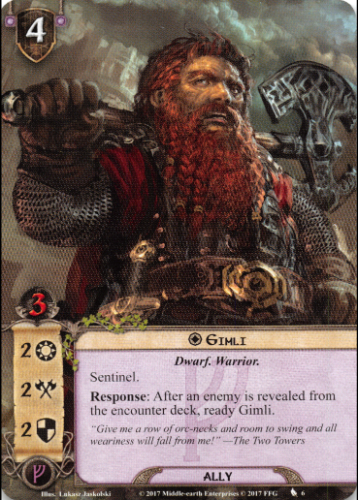 4
3
GIMLI
2
Dwarf. Warrior.
Sentinel.
2
Response: After an enemy is revealed from
the encounter deck, ready Gimli.
2
“Give me a row of orc-necks and room to swing and all
weariness will fall from me!” —The Two Towers
ALLY
Illus. Lukasz Jaskolski
© 2017 Middle-earth Enterprises © 2017 FFG
6